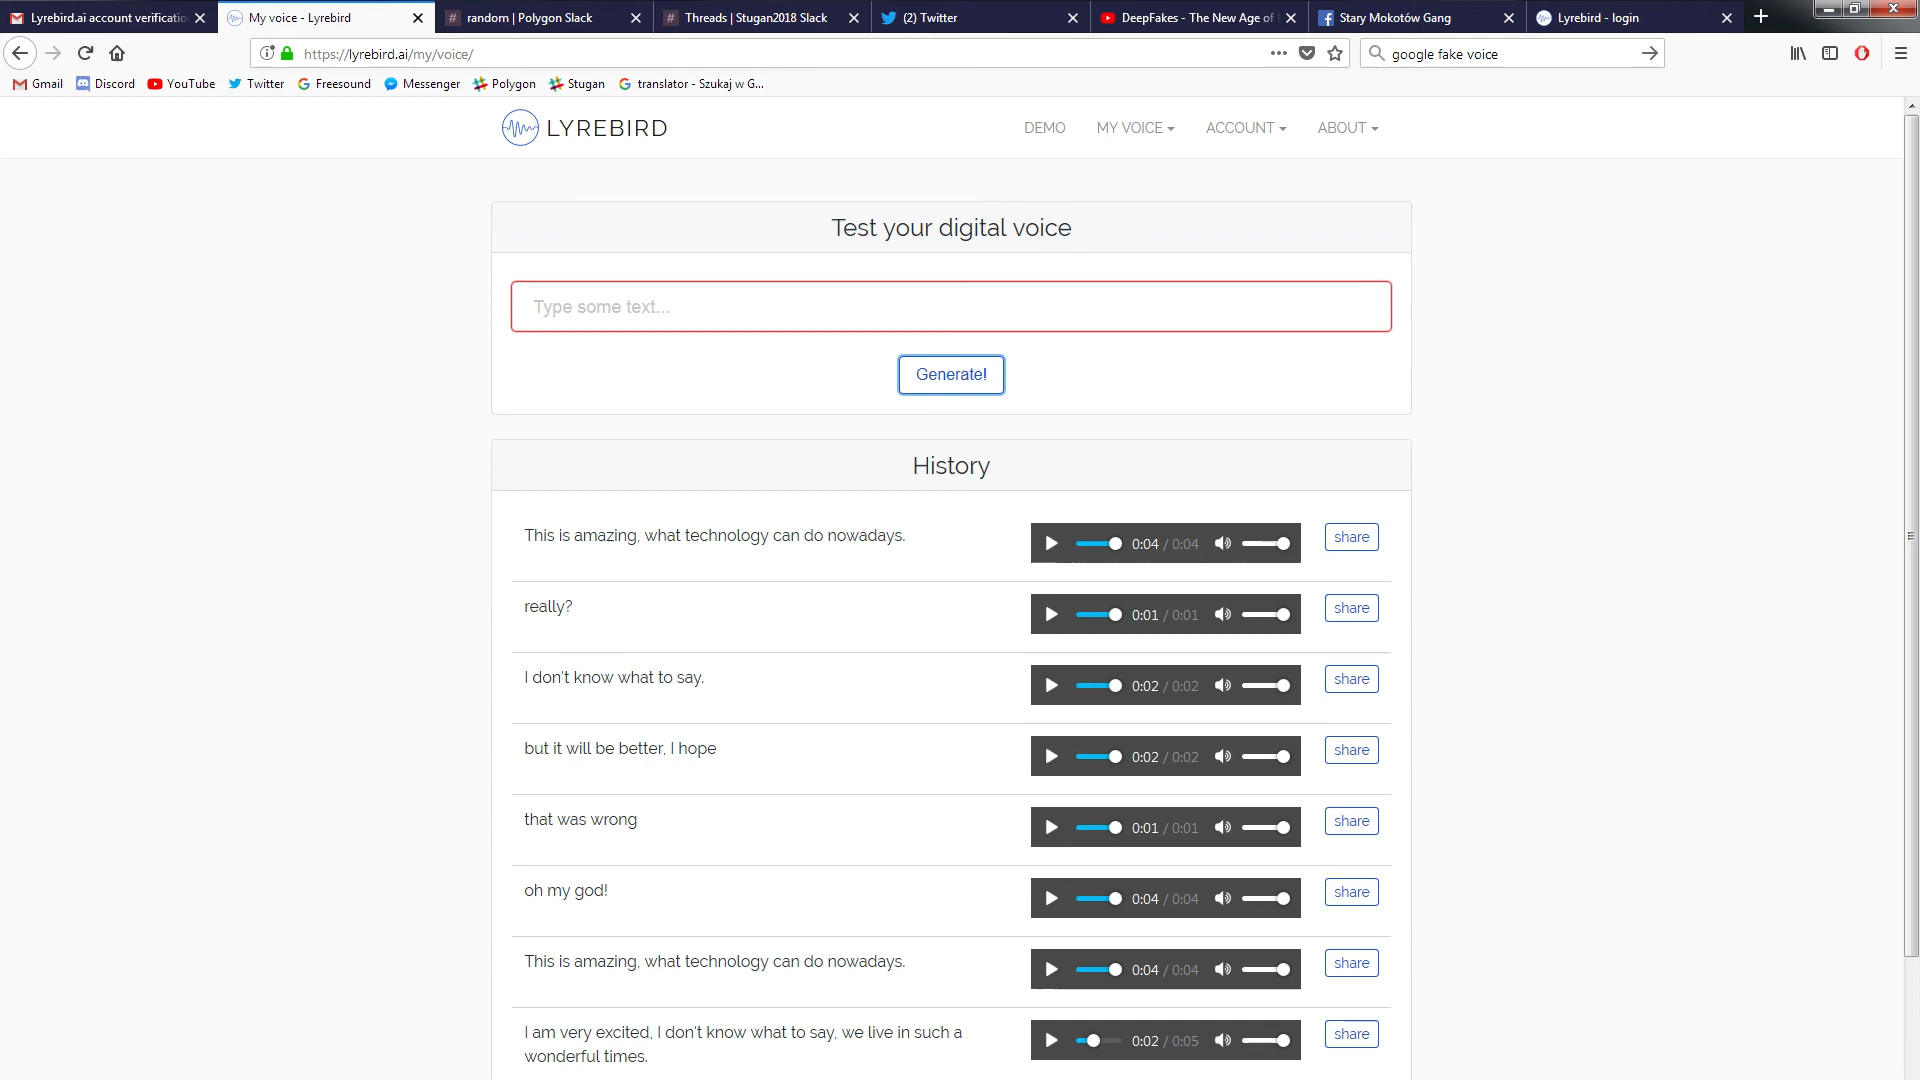 Lyrebird.ai account verificatio
My voice - Lyrebird
random | Polygon Slack
Threads | Stugan2018 Slack
(2) Twitter
DeepFakes - The New Age of
Stary Mokotów Gang
Lyrebird - login
https://lyrebird.ai/my/voice/
google fake voice
Gmail
Discord
YouTube
Twitter
Freesound
Messenger
Polygon
Stugan
translator - Szukaj w G...
LYREBIRD
DEMO
MY VOICE
ACCOUNT
ABOUT
Test your digital voice
Type some text...
Generate!
History
This is amazing, what technology can do nowadays.
0:04 / 0:04
share
really?
0:01 / 0:01
share
I don't know what to say.
0:02 / 0:02
share
but it will be better, I hope
0:02 / 0:02
share
that was wrong
0:01 / 0:01
share
oh my god!
0:04 / 0:04
share
This is amazing, what technology can do nowadays.
0:04 / 0:04
share
I am very excited, I don't know what to say, we live in such a
wonderful times.
0:02 / 0:05
share